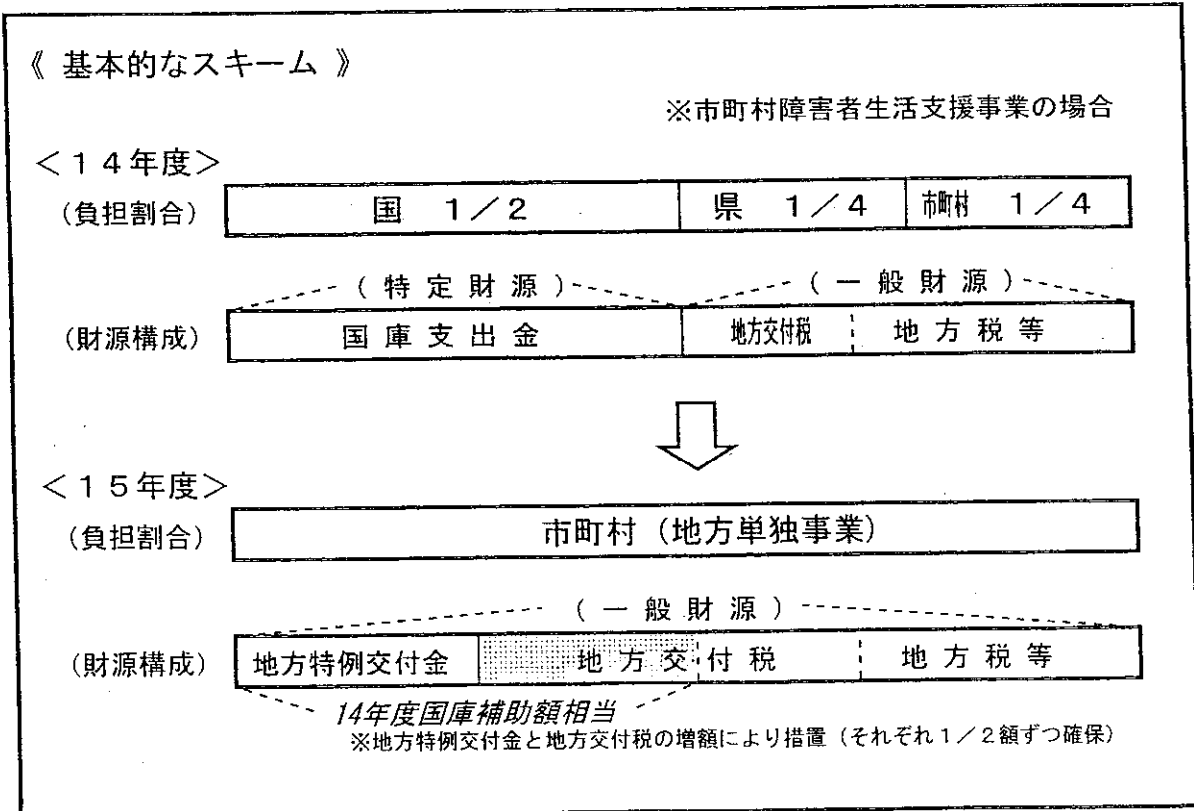 《 基本的なスキーム 》
※市町村障害者生活支援事業の場合
＜１４年度＞
(負担割合) 国 １／２ 県 １／４ 市町村 １／４
( 特 定 財 源 ) ( 一 般 財 源 )
(財源構成) 国 庫 支 出 金 地方交付税 地 方 税 等
＜１５年度＞
(負担割合) 市町村（地方単独事業）
( 一 般 財 源 )
(財源構成) 地方特例交付金 地 方 交 付 税 地 方 税 等
14年度国庫補助額相当
※地方特例交付金と地方交付税の増額により措置（それぞれ１／２額ずつ確保）